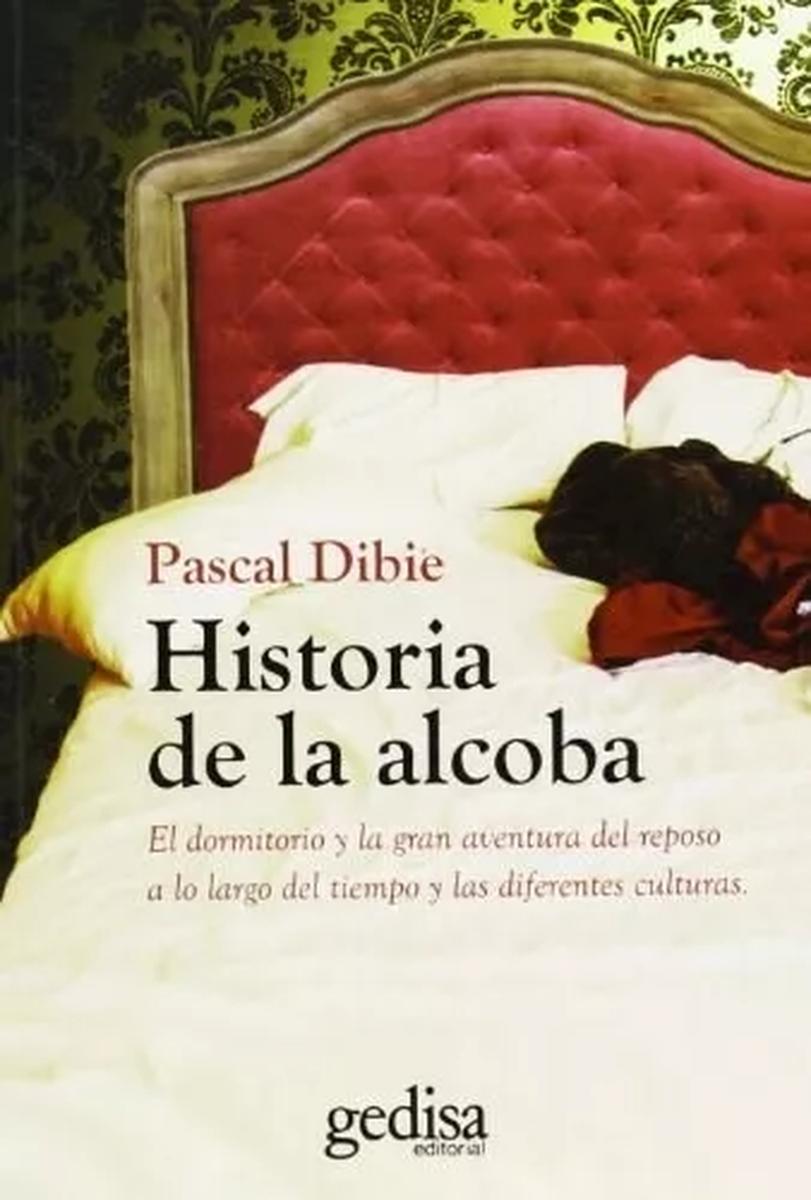 Pascal Dibie
Historia
de la alcoba
El dormitorio y la gran aventura del reposo
a lo largo del tiempo y las diferentes culturas.
gedisa
editorial